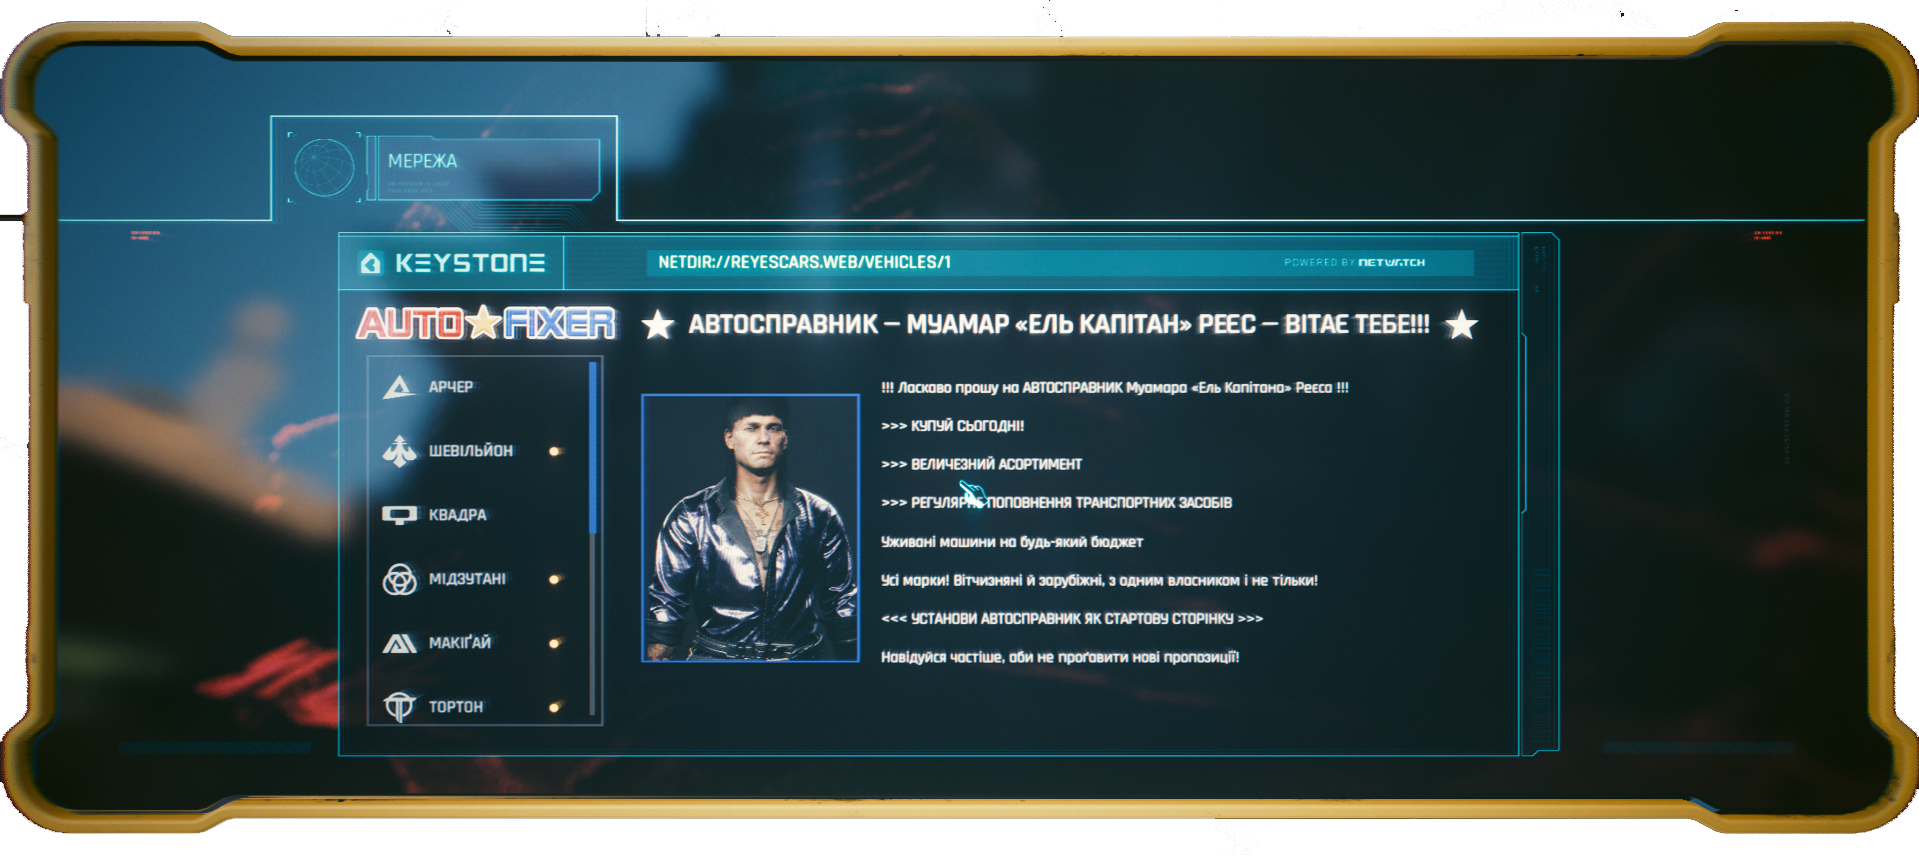 МЕРЕЖА
KEYSTONE
NETDIR://REYESCARS.WEB/VEHICLES/1
POWERED BY NETWATCH
AUTO★FIXER
★ АВТОСПРАВНИК – МУАМАР «ЕЛЬ КАПІТАН» РЕЄС – ВІТАЄ ТЕБЕ!!! ★
АРЧЕР
ШЕВІЛЬЙОН
КВАДРА
МІДЗУТАНІ
МАКІҐАЙ
ТОРТОН
!!! Ласкаво прошу на АВТОСПРАВНИК Муамара «Ель Капітана» Реєса !!!
>>> КУПУЙ СЬОГОДНІ!
>>> ВЕЛИЧЕЗНИЙ АСОРТИМЕНТ
>>> РЕГУЛЯРНЕ ПОПОВНЕННЯ ТРАНСПОРТНИХ ЗАСОБІВ
Уживані машини на будь-який бюджет
Усі марки! Вітчизняні й зарубіжні, з одним власником і не тільки!
<<< УСТАНОВИ АВТОСПРАВНИК ЯК СТАРТОВУ СТОРІНКУ >>>
Навідуйся частіше, аби не проґавити нові пропозиції!